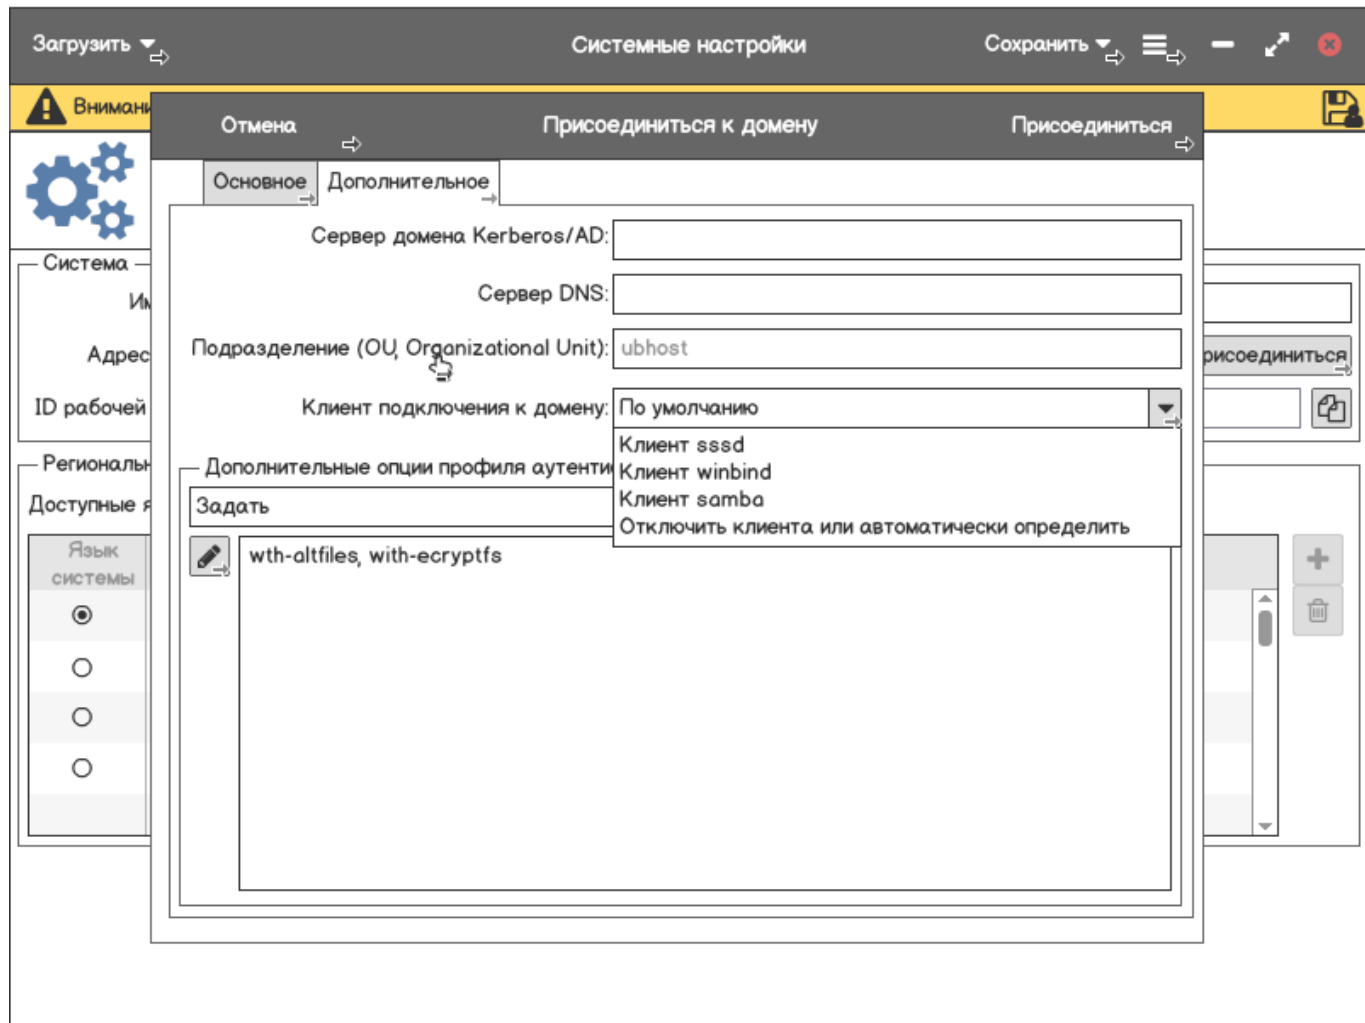 Загрузить
Системные настройки
Сохранить
Отмена
Присоединиться к домену
Присоединиться
Основное
Дополнительное
Сервер домена Kerberos/AD:
Система
Сервер DNS:
Подразделение (OU, Organizational Unit): ubhost
Адрес
рисоединиться
ID рабочей
Клиент подключения к домену: По умолчанию
Клиент sssd
Клиент winbind
Клиент samba
Отключить клиента или автоматически определить
Дополнительные опции профиля
Доступные
Задать
Язык
системы
wth-altfiles, with-ecryptfs